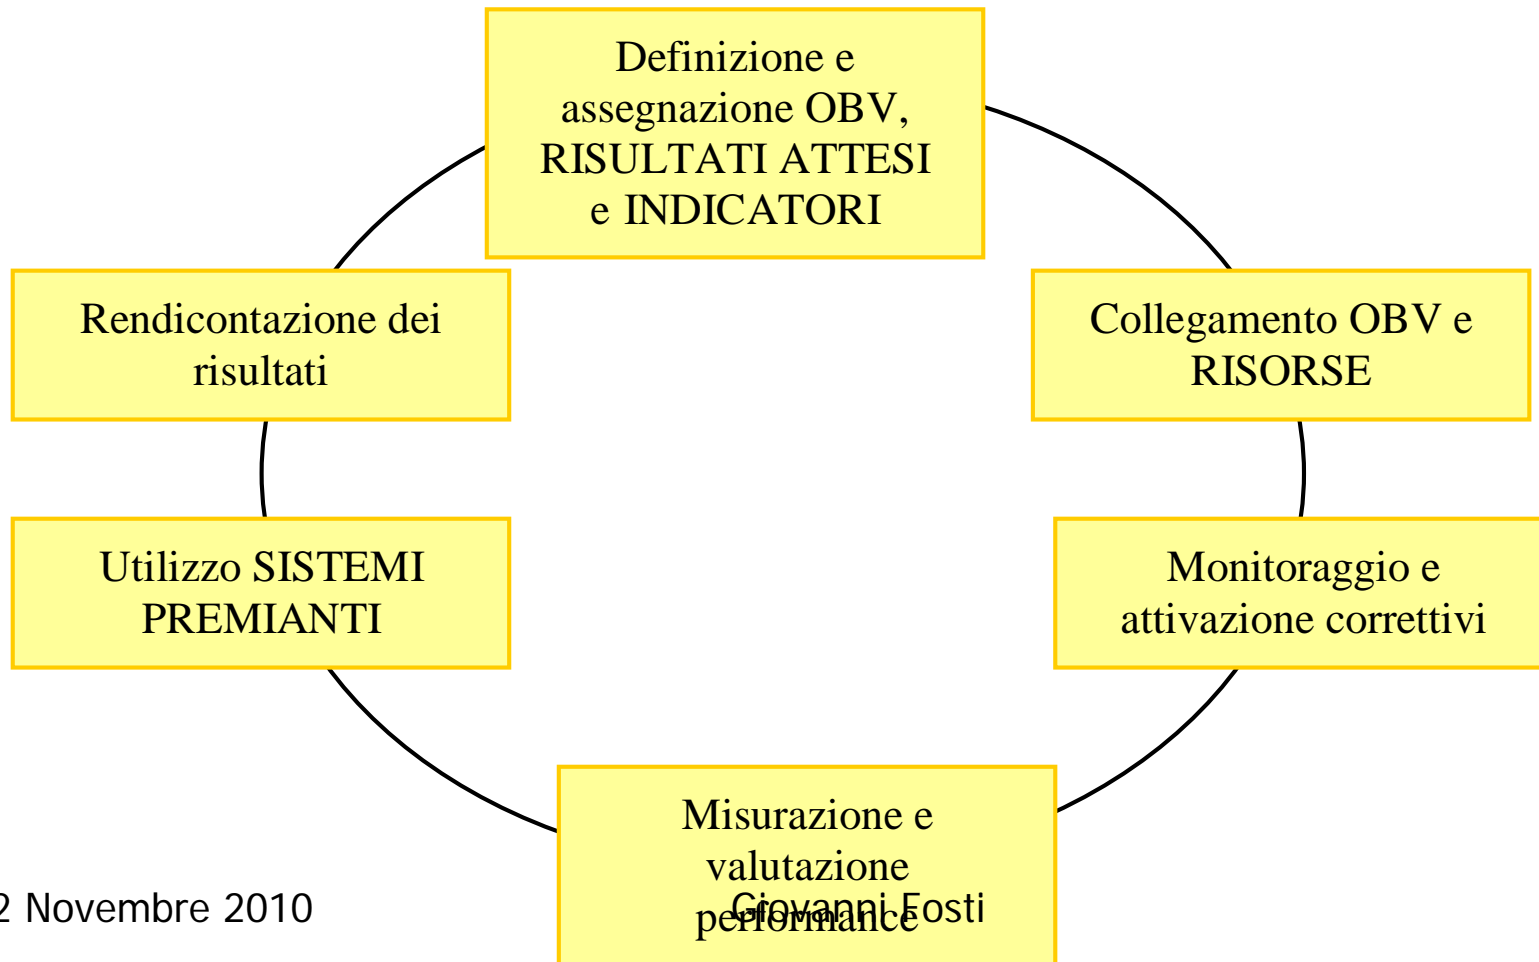 Definizione e
assegnazione OBV,
RISULTATI ATTESI
e INDICATORI
Rendicontazione dei
risultati
Collegamento OBV e
RISORSE
Utilizzo SISTEMI
PREMIANTI
Monitoraggio e
attivazione correttivi
Misurazione e
valutazione
performance
2 Novembre 2010
Giovanni Fosti